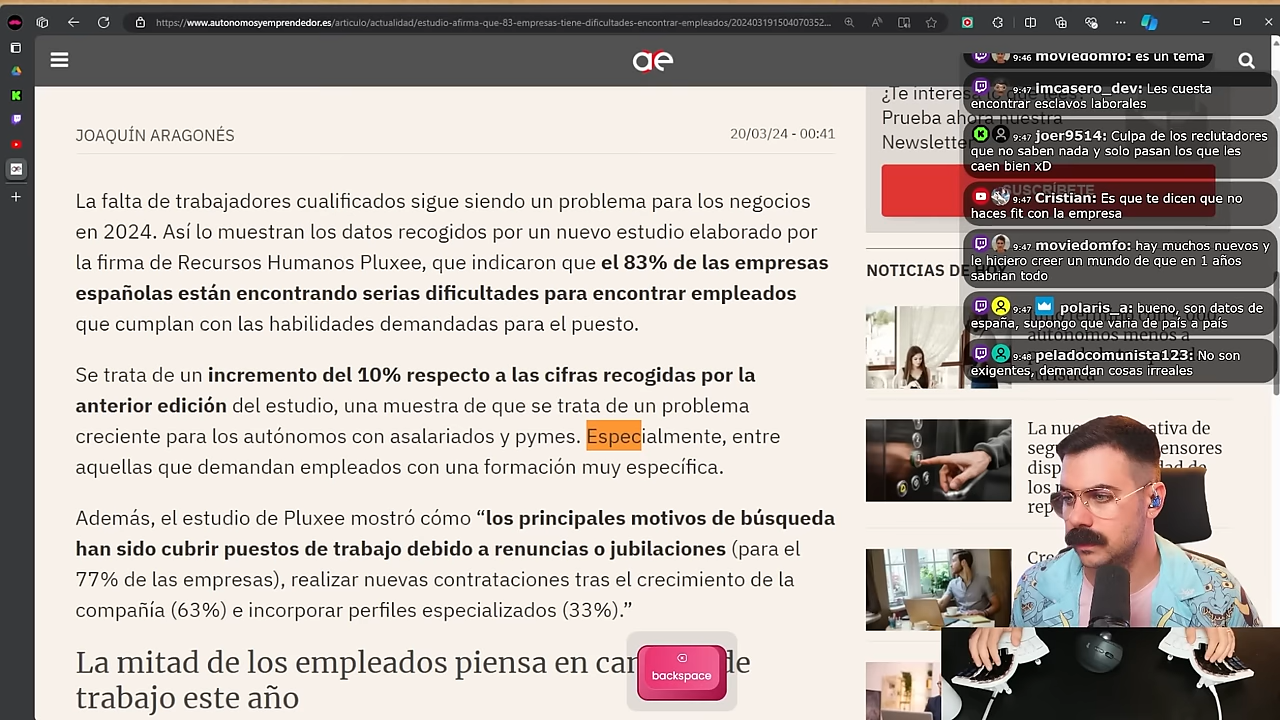 https://www.autonomosyemprendedor.es/articulo/actualidad/estudio-afirma-que-83-empresas-tiene-dificultades-encontrar-empleados/202403191504070352...
ae
JOAQUÍN ARAGONÉS
20/03/24 - 00:41
La falta de trabajadores cualificados sigue siendo un problema para los negocios
en 2024. Así lo muestran los datos recogidos por un nuevo estudio elaborado por
la firma de Recursos Humanos Pluxee, que indicaron que el 83% de las empresas
españolas están encontrando serias dificultades para encontrar empleados
que cumplan con las habilidades demandadas para el puesto.
Se trata de un incremento del 10% respecto a las cifras recogidas por la
anterior edición del estudio, una muestra de que se trata de un problema
creciente para los autónomos con asalariados y pymes. Especialmente, entre
aquellas que demandan empleados con una formación muy específica.
Además, el estudio de Pluxee mostró cómo “los principales motivos de búsqueda
han sido cubrir puestos de trabajo debido a renuncias o jubilaciones (para el
77% de las empresas), realizar nuevas contrataciones tras el crecimiento de la
compañía (63%) e incorporar perfiles especializados (33%).”
La mitad de los empleados piensa en de
trabajo este año
backspace
¿Te interesa
Prueba ahora nuestra
Newsletter
SUSCRÍBETE
NOTICIAS DE HOY
autónomos menos a
La nueva de
9:46 moviedomfo: es un tema
9:47 imcasero_dev: Les cuesta
encontrar esclavos laborales
9:47 joer9514: Culpa de los reclutadores
que no saben nada y solo pasan los que les
caen bien xD
9:47 Cristian: Es que te dicen que no
haces fit con la empresa
9:47 moviedomfo: hay muchos nuevos y
le hiciero creer un mundo de que en 1 años
sabrian todo
9:47 polaris_a: bueno, son datos de
españa, supongo que varia de país a país
9:48 peladocomunista123: No son
exigentes, demandan cosas irreales